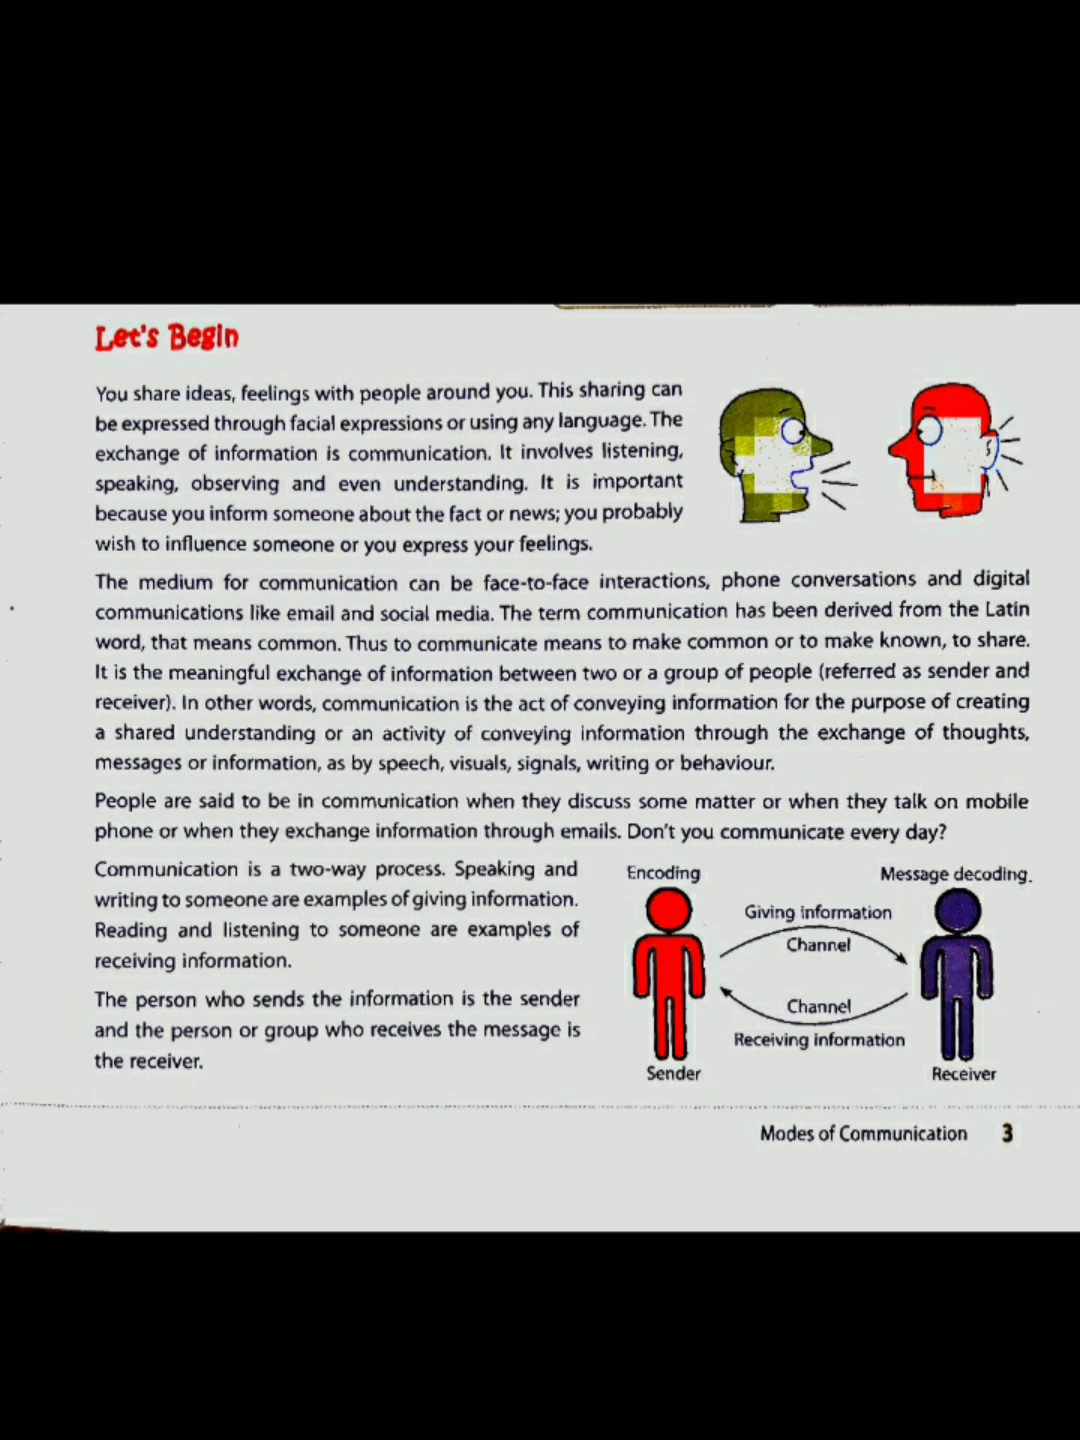 Let's Begin
You share ideas, feelings with people around you. This sharing can
be expressed through facial expressions or using any language. The
exchange of information is communication. It involves listening,
speaking, observing and even understanding. It is important
because you inform someone about the fact or news; you probably
wish to influence someone or you express your feelings.
The medium for communication can be face-to-face interactions, phone conversations and digital
communications like email and social media. The term communication has been derived from the Latin
word, that means common. Thus to communicate means to make common or to make known, to share.
It is the meaningful exchange of information between two or a group of people (referred as sender and
receiver). In other words, communication is the act of conveying information for the purpose of creating
a shared understanding or an activity of conveying information through the exchange of thoughts,
messages or information, as by speech, visuals, signals, writing or behaviour.
People are said to be in communication when they discuss some matter or when they talk on mobile
phone or when they exchange information through emails. Don't you communicate every day?
Communication is a two-way process. Speaking and
writing to someone are examples of giving information.
Reading and listening to someone are examples of
receiving information.
The person who sends the information is the sender
and the person or group who receives the message is
the receiver.
Encoding
Message decoding.
Giving information
Channel
Channel
Receiving information
Sender
Receiver
Modes of Communication 3